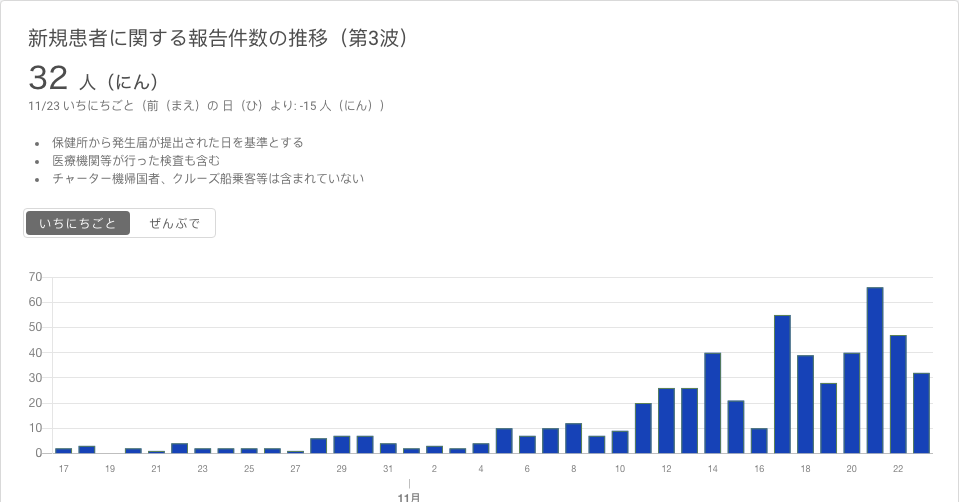 新規患者に関する報告件数の推移（第3波）
32 人（にん）
11/23 いちにちごと（前（まえ）の 日（ひ）より: -15 人（にん））
• 保健所から発生届が提出された日を基準とする
• 医療機関等が行った検査も含む
• チャーター機帰国者、クルーズ船乗客等は含まれていない
いちにちごと ぜんぶで
70
60
50
40
30
20
10
0
17 19 21 23 25 27 29 31 2 4 6 8 10 12 14 16 18 20 22
11月